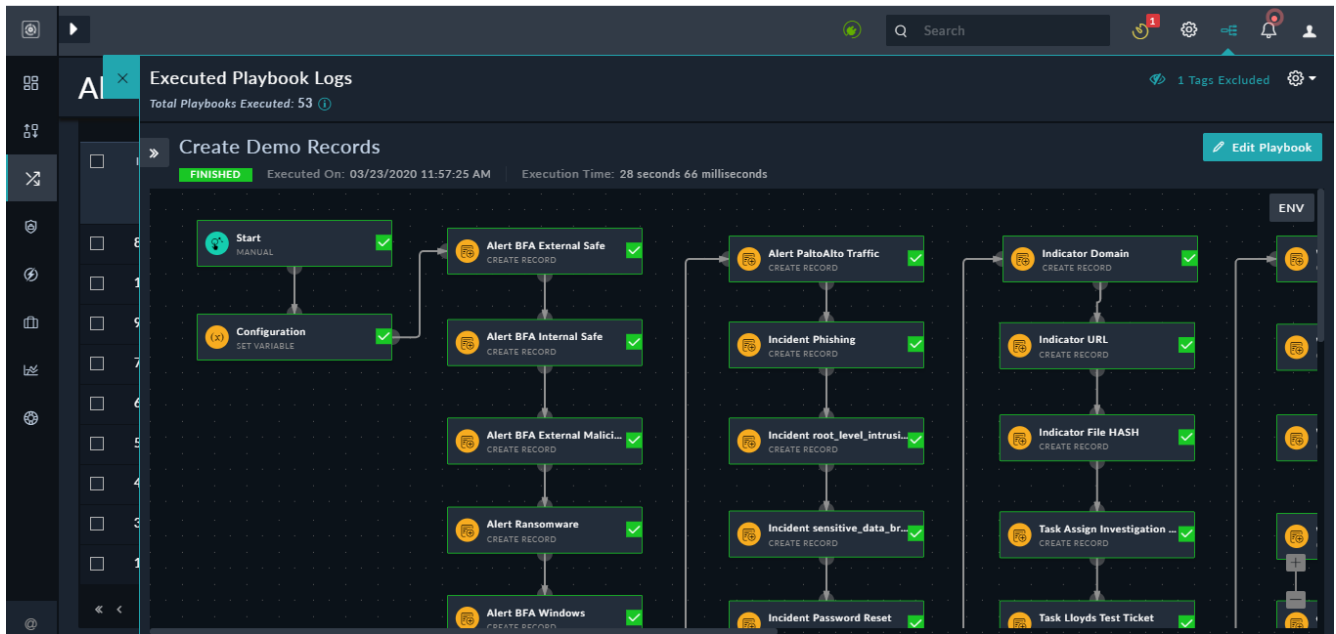 1
Search
Al
Executed Playbook Logs
1 Tags Excluded
Total Playbooks Executed: 53
Create Demo Records
Edit Playbook
FINISHED
Executed On: 03/23/2020 11:57:25 AM
Execution Time: 28 seconds 66 milliseconds
ENV
Start
MANUAL
Configuration
SET VARIABLE
Alert BFA External Safe
CREATE RECORD
Alert BFA Internal Safe
CREATE RECORD
Alert BFA External Malici...
CREATE RECORD
Alert Ransomware
CREATE RECORD
Alert BFA Windows
CREATE RECORD
Alert PaltoAlto Traffic
CREATE RECORD
Incident Phishing
CREATE RECORD
Incident root_level_intrusi...
CREATE RECORD
Incident sensitive_data_br...
CREATE RECORD
Incident Password Reset
Indicator Domain
CREATE RECORD
Indicator URL
CREATE RECORD
Indicator File HASH
CREATE RECORD
Task Assign Investigation ...
CREATE RECORD
Task Lloyds Test Ticket
@